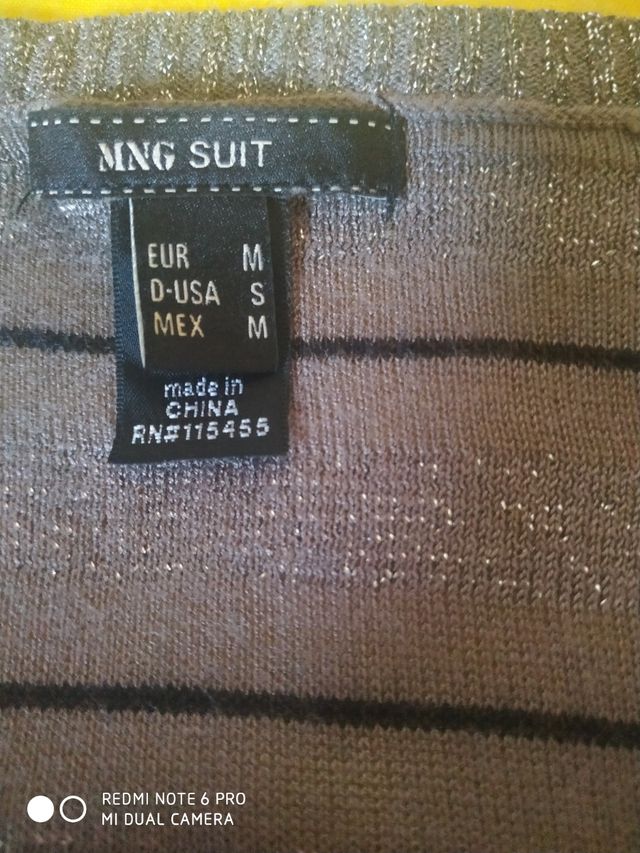 MNG SUIT
EUR M
D-USA S
MEX M
made in
CHINA
RN#115455
REDMI NOTE 6 PRO
MI DUAL CAMERA